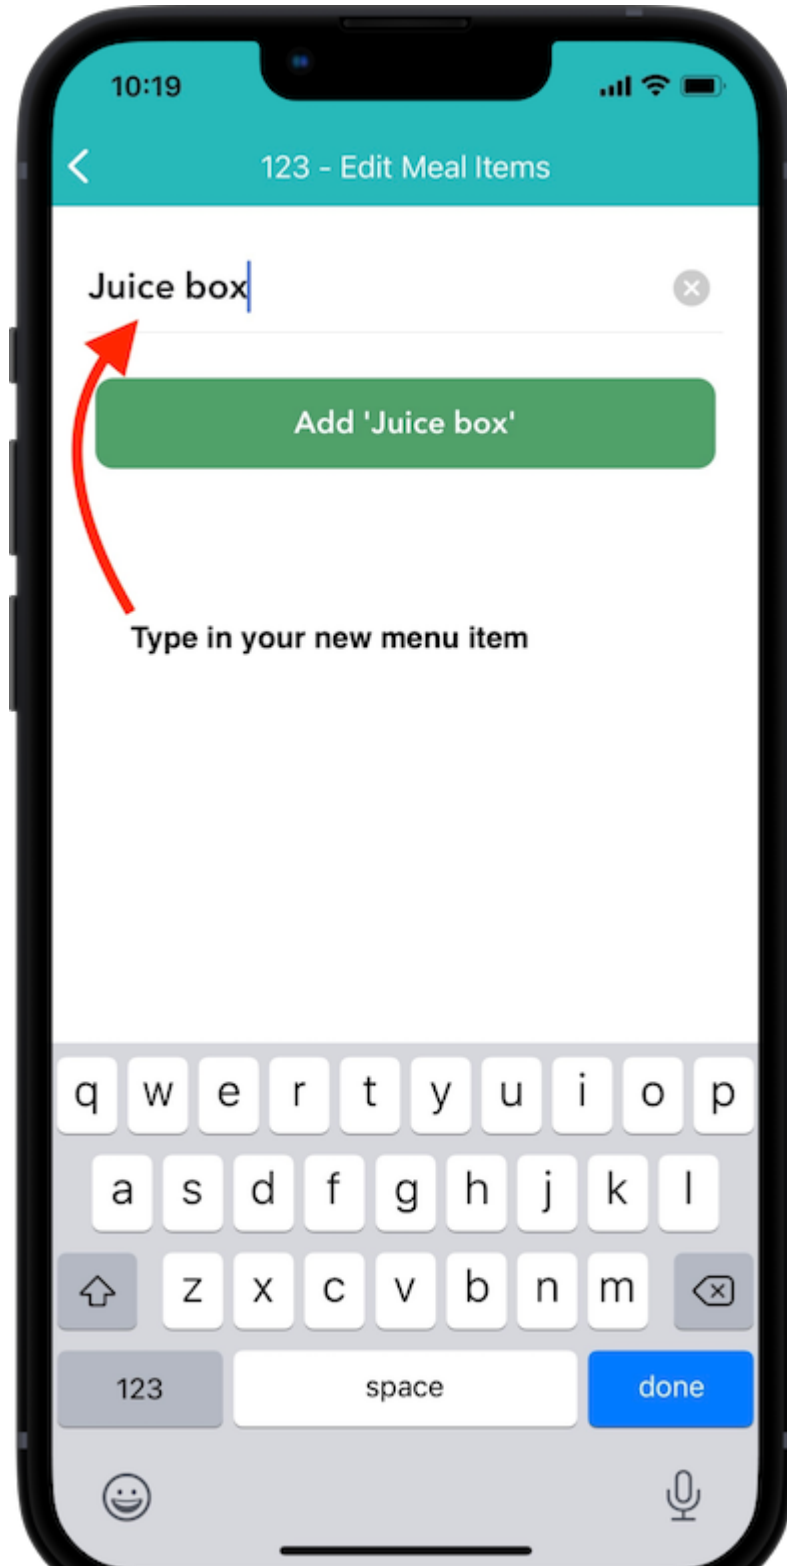 10:19
123 - Edit Meal Items
Juice box
Add 'Juice box'
Type in your new menu item
q w e r t y u i o p
a s d f g h j k l
z x c v b n m
123 space done